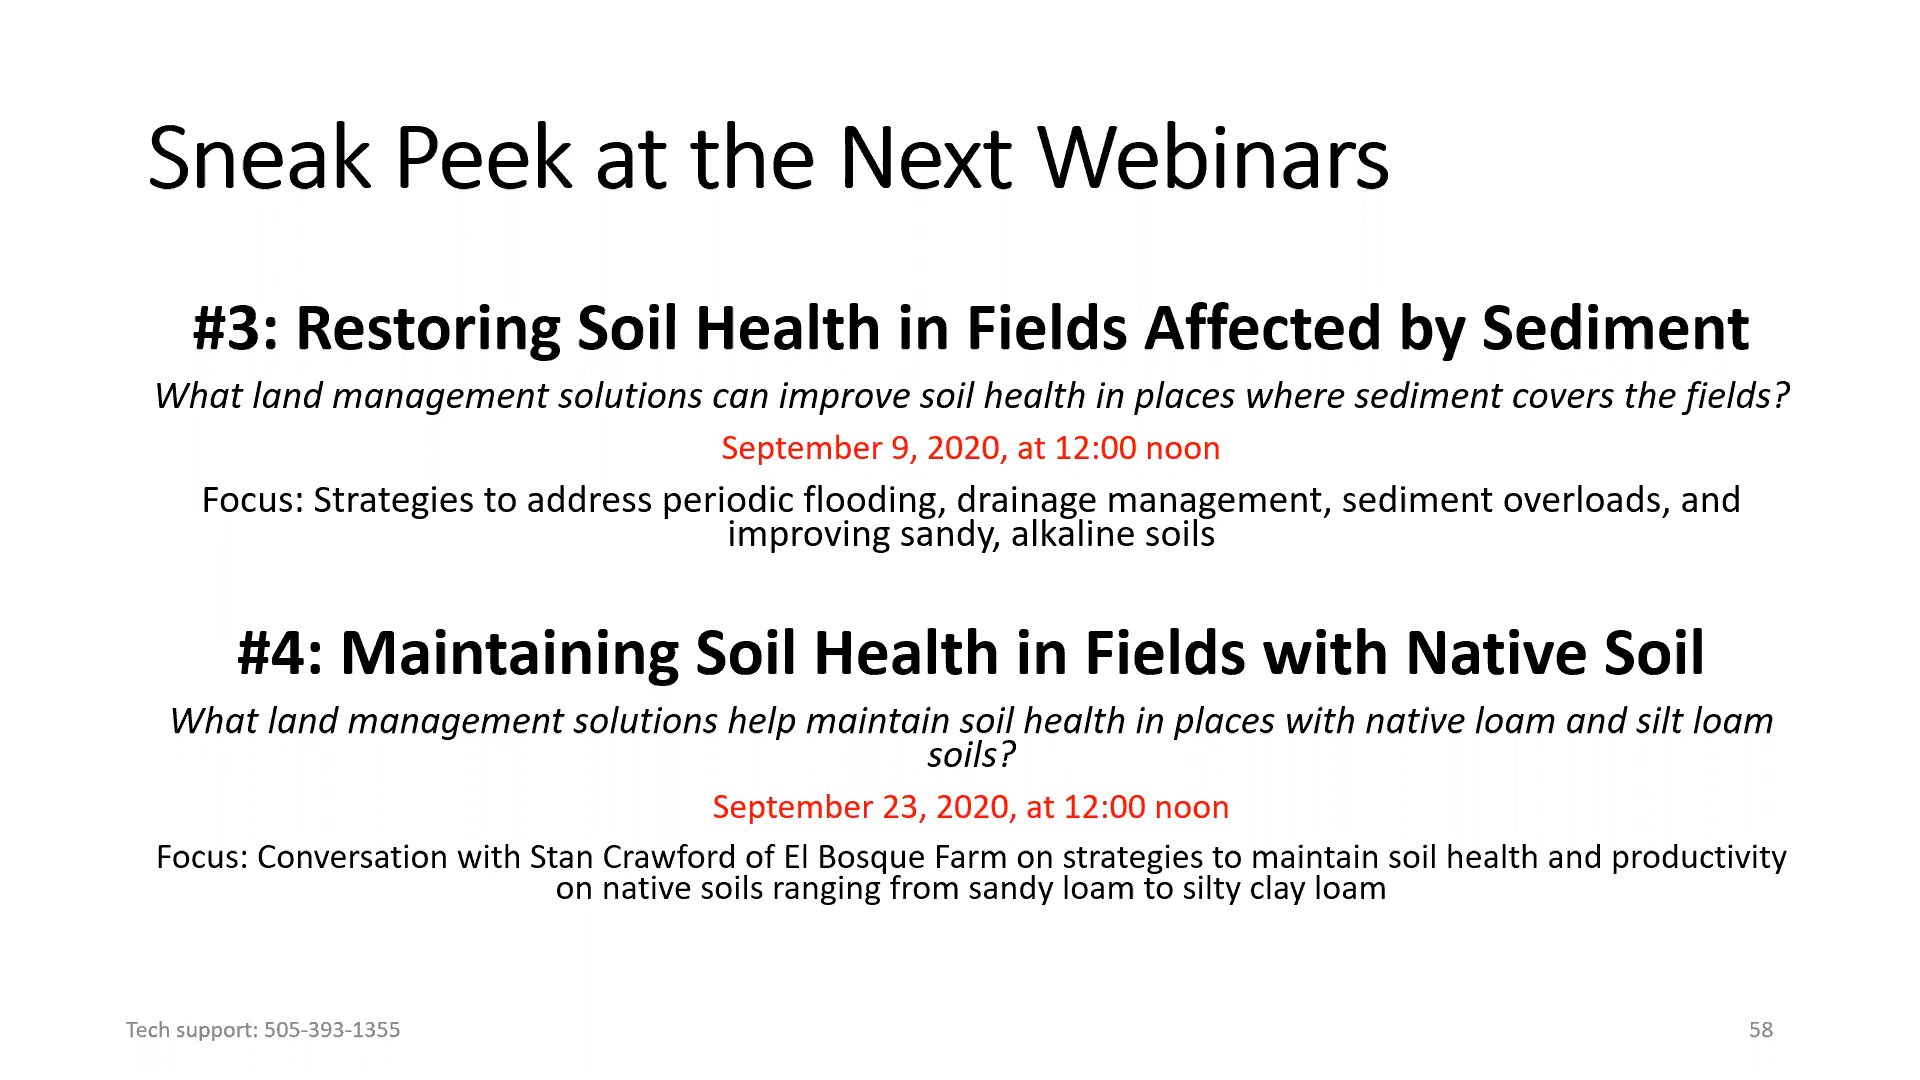 Sneak Peek at the Next Webinars
#3: Restoring Soil Health in Fields Affected by Sediment
What land management solutions can improve soil health in places where sediment covers the fields?
September 9, 2020, at 12:00 noon
Focus: Strategies to address periodic flooding, drainage management, sediment overloads, and
improving sandy, alkaline soils
#4: Maintaining Soil Health in Fields with Native Soil
What land management solutions help maintain soil health in places with native loam and silt loam
soils?
September 23, 2020, at 12:00 noon
Focus: Conversation with Stan Crawford of El Bosque Farm on strategies to maintain soil health and productivity
on native soils ranging from sandy loam to silty clay loam
Tech support: 505-393-1355
58